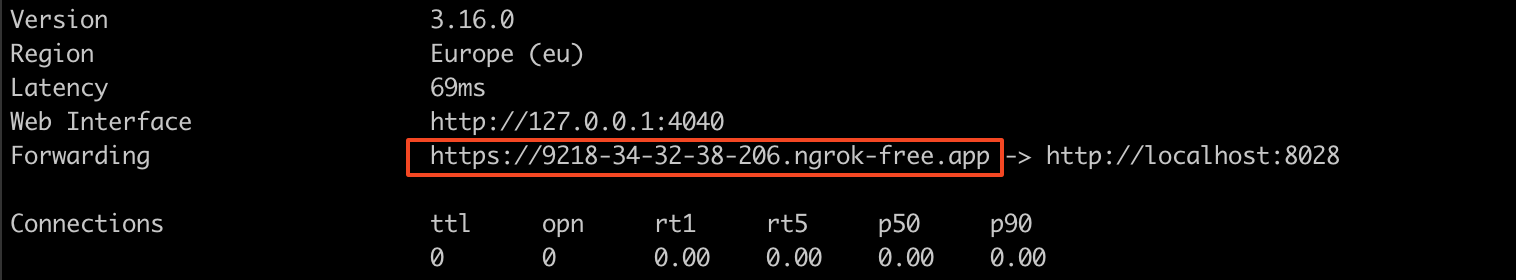 Version 3.16.0
Region Europe (eu)
Latency 69ms
Web Interface http://127.0.0.1:4040
Forwarding https://9218-34-32-38-206.ngrok-free.app -> http://localhost:8028
Connections ttl opn rt1 rt5 p50 p90
0 0 0.00 0.00 0.00 0.00